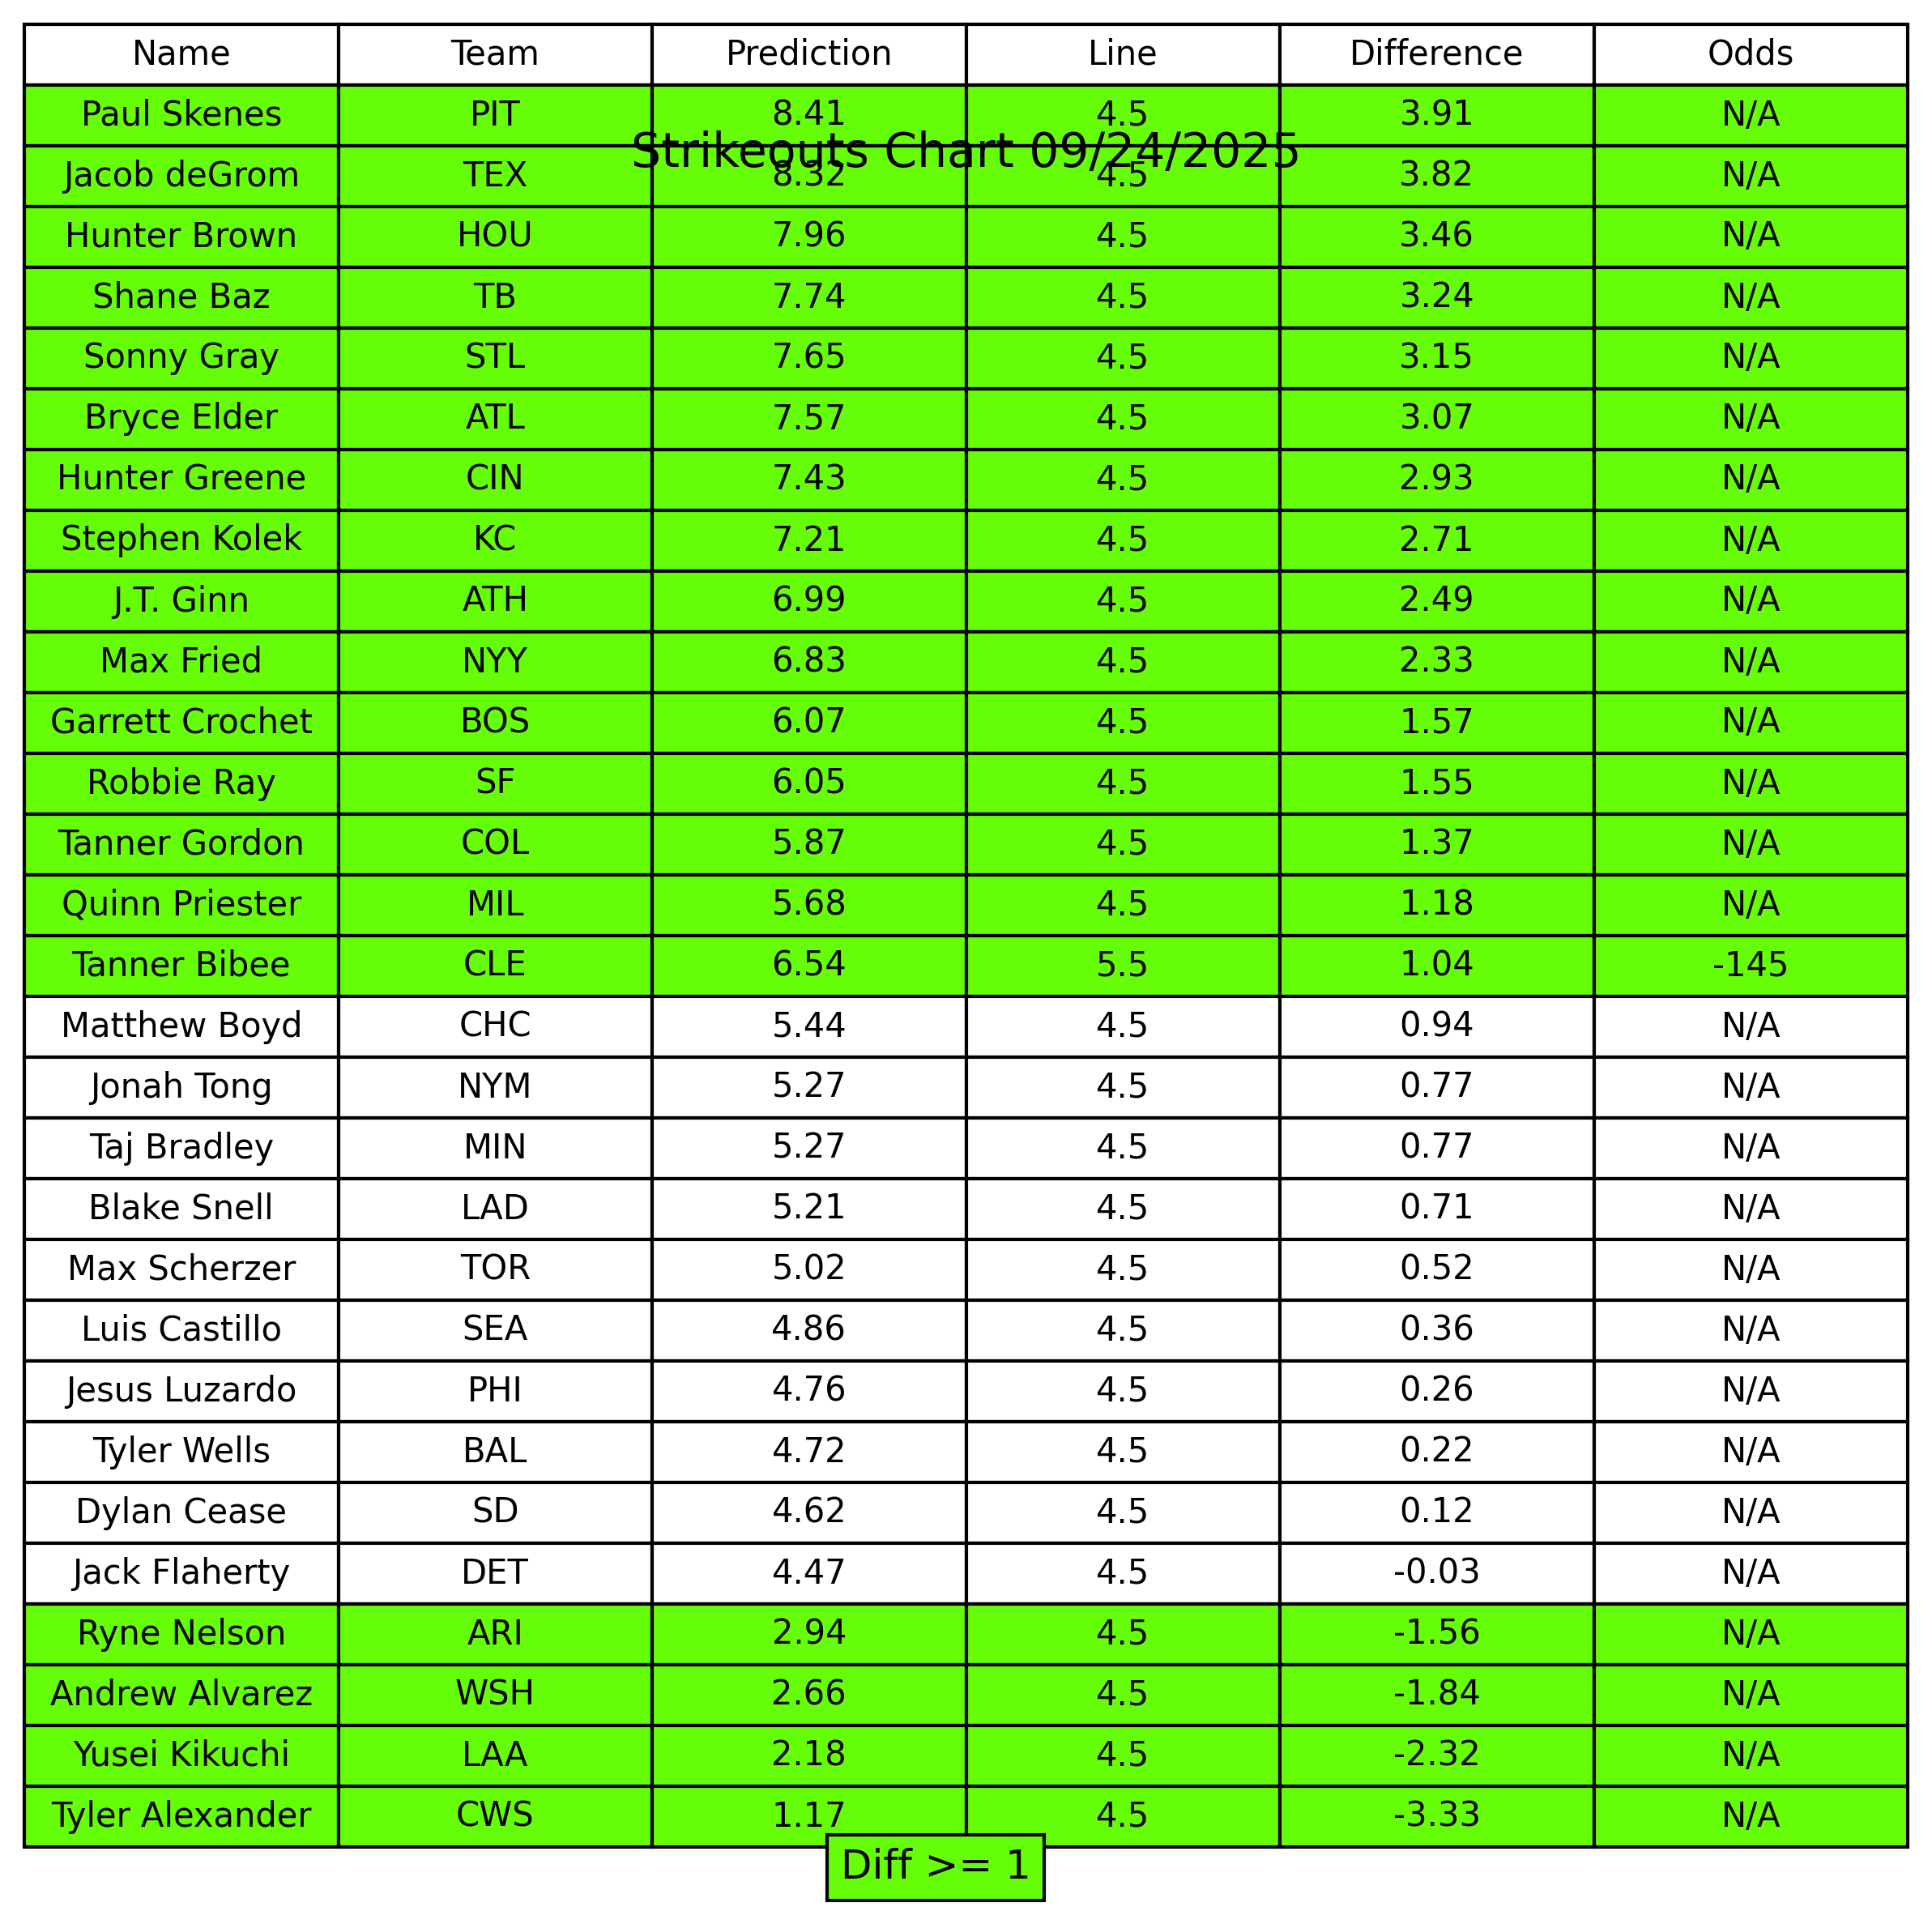 Name Team Prediction Line Difference Odds
Paul Skenes PIT 8.41 4.5 3.91 N/A
Strikeouts Chart 09/24/2025
Jacob deGrom TEX 8.32 4.5 3.82 N/A
Hunter Brown HOU 7.96 4.5 3.46 N/A
Shane Baz TB 7.74 4.5 3.24 N/A
Sonny Gray STL 7.65 4.5 3.15 N/A
Bryce Elder ATL 7.57 4.5 3.07 N/A
Hunter Greene CIN 7.43 4.5 2.93 N/A
Stephen Kolek KC 7.21 4.5 2.71 N/A
J.T. Ginn ATH 6.99 4.5 2.49 N/A
Max Fried NYY 6.83 4.5 2.33 N/A
Garrett Crochet BOS 6.07 4.5 1.57 N/A
Robbie Ray SF 6.05 4.5 1.55 N/A
Tanner Gordon COL 5.87 4.5 1.37 N/A
Quinn Priester MIL 5.68 4.5 1.18 N/A
Tanner Bibee CLE 6.54 5.5 1.04 -145
Matthew Boyd CHC 5.44 4.5 0.94 N/A
Jonah Tong NYM 5.27 4.5 0.77 N/A
Taj Bradley MIN 5.27 4.5 0.77 N/A
Blake Snell LAD 5.21 4.5 0.71 N/A
Max Scherzer TOR 5.02 4.5 0.52 N/A
Luis Castillo SEA 4.86 4.5 0.36 N/A
Jesus Luzardo PHI 4.76 4.5 0.26 N/A
Tyler Wells BAL 4.72 4.5 0.22 N/A
Dylan Cease SD 4.62 4.5 0.12 N/A
Jack Flaherty DET 4.47 4.5 -0.03 N/A
Ryne Nelson ARI 2.94 4.5 -1.56 N/A
Andrew Alvarez WSH 2.66 4.5 -1.84 N/A
Yusei Kikuchi LAA 2.18 4.5 -2.32 N/A
Tyler Alexander CWS 1.17 4.5 -3.33 N/A
Diff >= 1